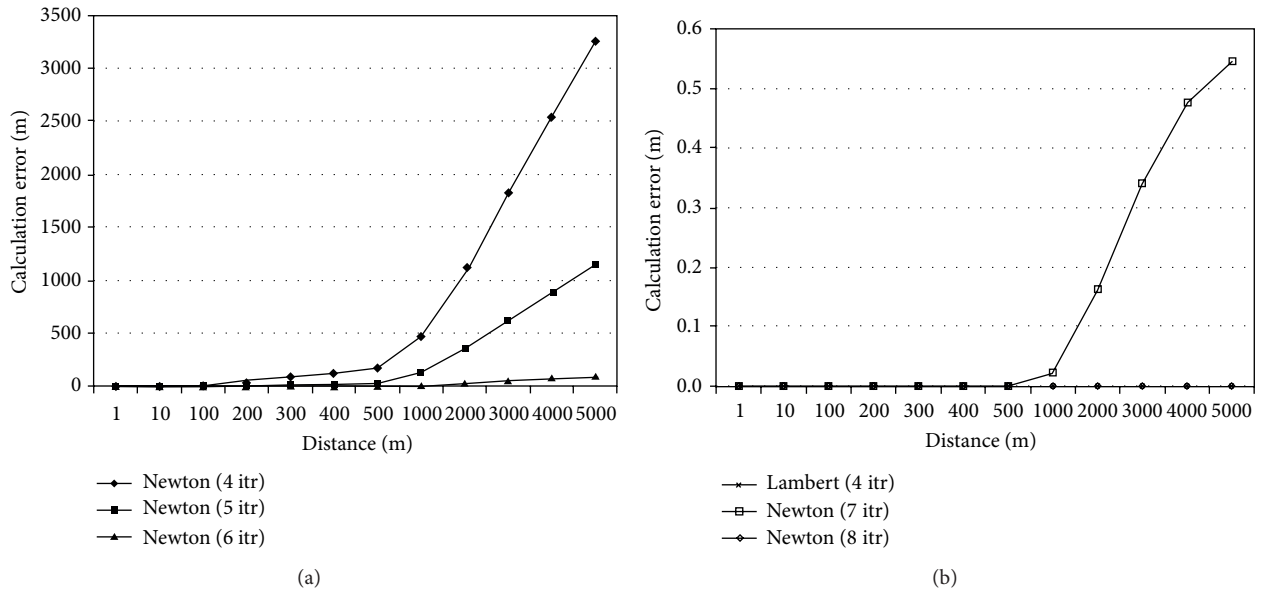 3500
3000
2500
2000
1500
1000
500
0
Calculation error (m)
1 10 100 200 300 400 500 1000 2000 3000 4000 5000
Distance (m)
Newton (4 itr)
Newton (5 itr)
Newton (6 itr)
(a)
0.6
0.5
0.4
0.3
0.2
0.1
0.0
Calculation error (m)
1 10 100 200 300 400 500 1000 2000 3000 4000 5000
Distance (m)
Lambert (4 itr)
Newton (7 itr)
Newton (8 itr)
(b)